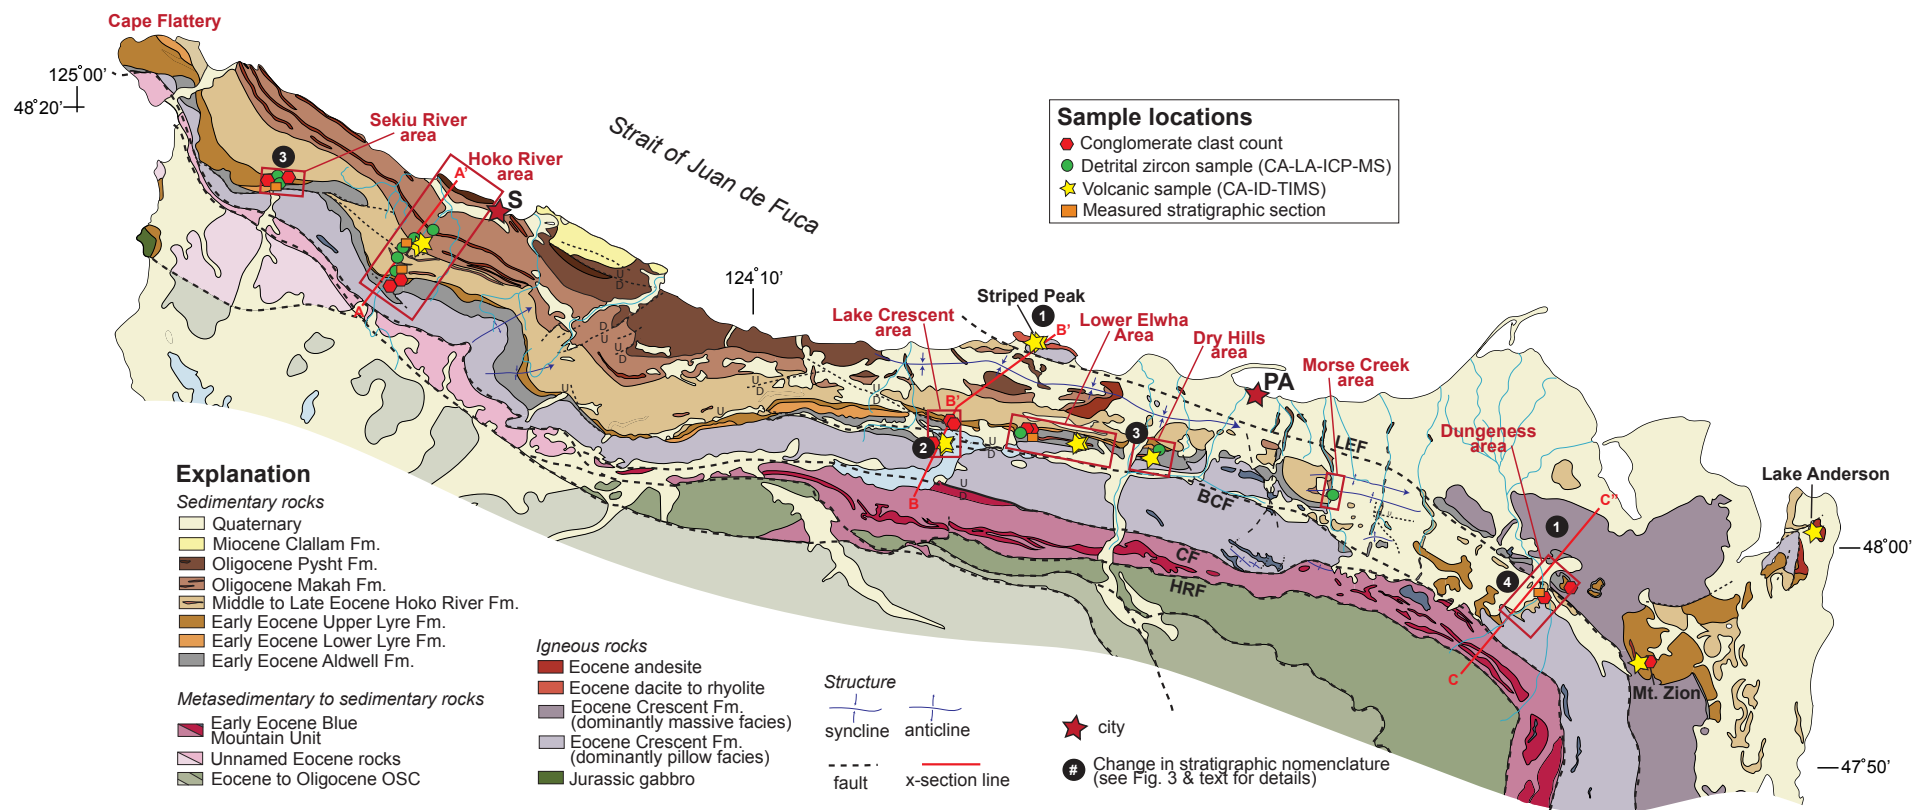 Cape Flattery
125°00'
48°20'
Sekiu River
area
3
Hoko River
area
A'
S
A
Strait of Juan de Fuca
Sample locations
Conglomerate clast count
Detrital zircon sample (CA-LA-ICP-MS)
Volcanic sample (CA-ID-TIMS)
Measured stratigraphic section
124°10'
Striped Peak
1
B'
Lake Crescent
area
Lower Elwha
Area
Dry Hills
area
PA
Morse Creek
area
B'
2
B
3
LEF
BCF
CF
HRF
Dungeness
area
C"
1
4
C
Lake Anderson
48°00'
Mt. Zion
47°50'
U
D
D
U
U
D
U
D
U
D
U
U
U
D
U
D
Explanation
Sedimentary rocks
Quaternary
Miocene Clallam Fm.
Oligocene Pysht Fm.
Oligocene Makah Fm.
Middle to Late Eocene Hoko River Fm.
Early Eocene Upper Lyre Fm.
Early Eocene Lower Lyre Fm.
Early Eocene Aldwell Fm.
Metasedimentary to sedimentary rocks
Early Eocene Blue
Mountain Unit
Unnamed Eocene rocks
Eocene to Oligocene OSC
Igneous rocks
Eocene andesite
Eocene dacite to rhyolite
Eocene Crescent Fm.
(dominantly massive facies)
Eocene Crescent Fm.
(dominantly pillow facies)
Jurassic gabbro
Structure
syncline
anticline
fault
x-section line
city
# Change in stratigraphic nomenclature
(see Fig. 3 & text for details)